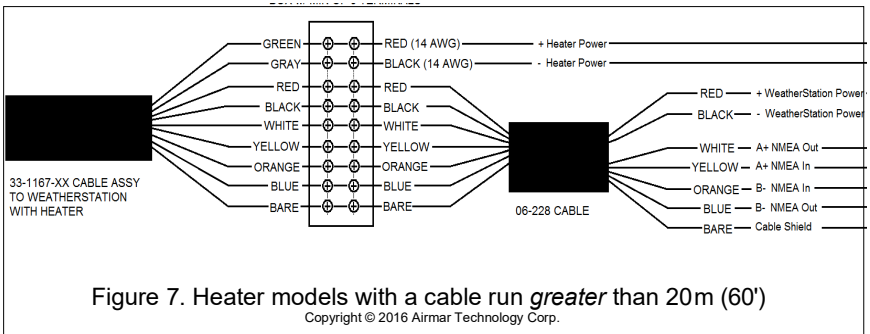 GREEN RED (14 AWG) + Heater Power
GRAY BLACK (14 AWG) - Heater Power
RED RED
BLACK BLACK
WHITE WHITE
YELLOW YELLOW
ORANGE ORANGE
BLUE BLUE
BARE BARE
33-1167-XX CABLE ASSY
TO WEATHERSTATION
WITH HEATER
06-228 CABLE
RED + WeatherStation Power
BLACK - WeatherStation Power
WHITE A+ NMEA Out
YELLOW A+ NMEA In
ORANGE B- NMEA In
BLUE B- NMEA Out
BARE Cable Shield
Figure 7. Heater models with a cable run greater than 20m (60')
Copyright © 2016 Airmar Technology Corp.